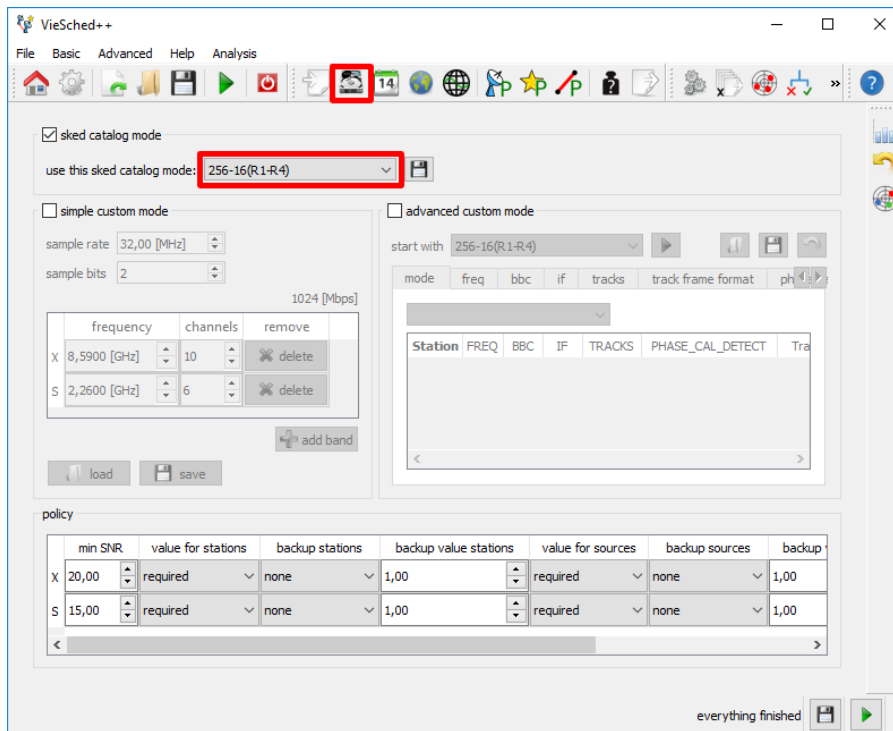 VieSched++
File Basic Advanced Help Analysis
14 P P P ? x » ?
sked catalog mode
use this sked catalog mode: 256-16(R1-R4)
simple custom mode
sample rate 32,00 [MHz]
sample bits 2
1024 [Mbps]
frequency channels remove
X 8,5900 [GHz] 10 delete
S 2,2600 [GHz] 6 delete
add band
load save
advanced custom mode
start with 256-16(R1-R4)
mode freq bbc if tracks track frame format
Station FREQ BBC IF TRACKS PHASE_CAL_DETECT Tra
policy
min SNR value for stations backup stations backup value stations value for sources backup sources backup
X 20,00 required none 1,00 required none 1,00
S 15,00 required none 1,00 required none 1,00
everything finished